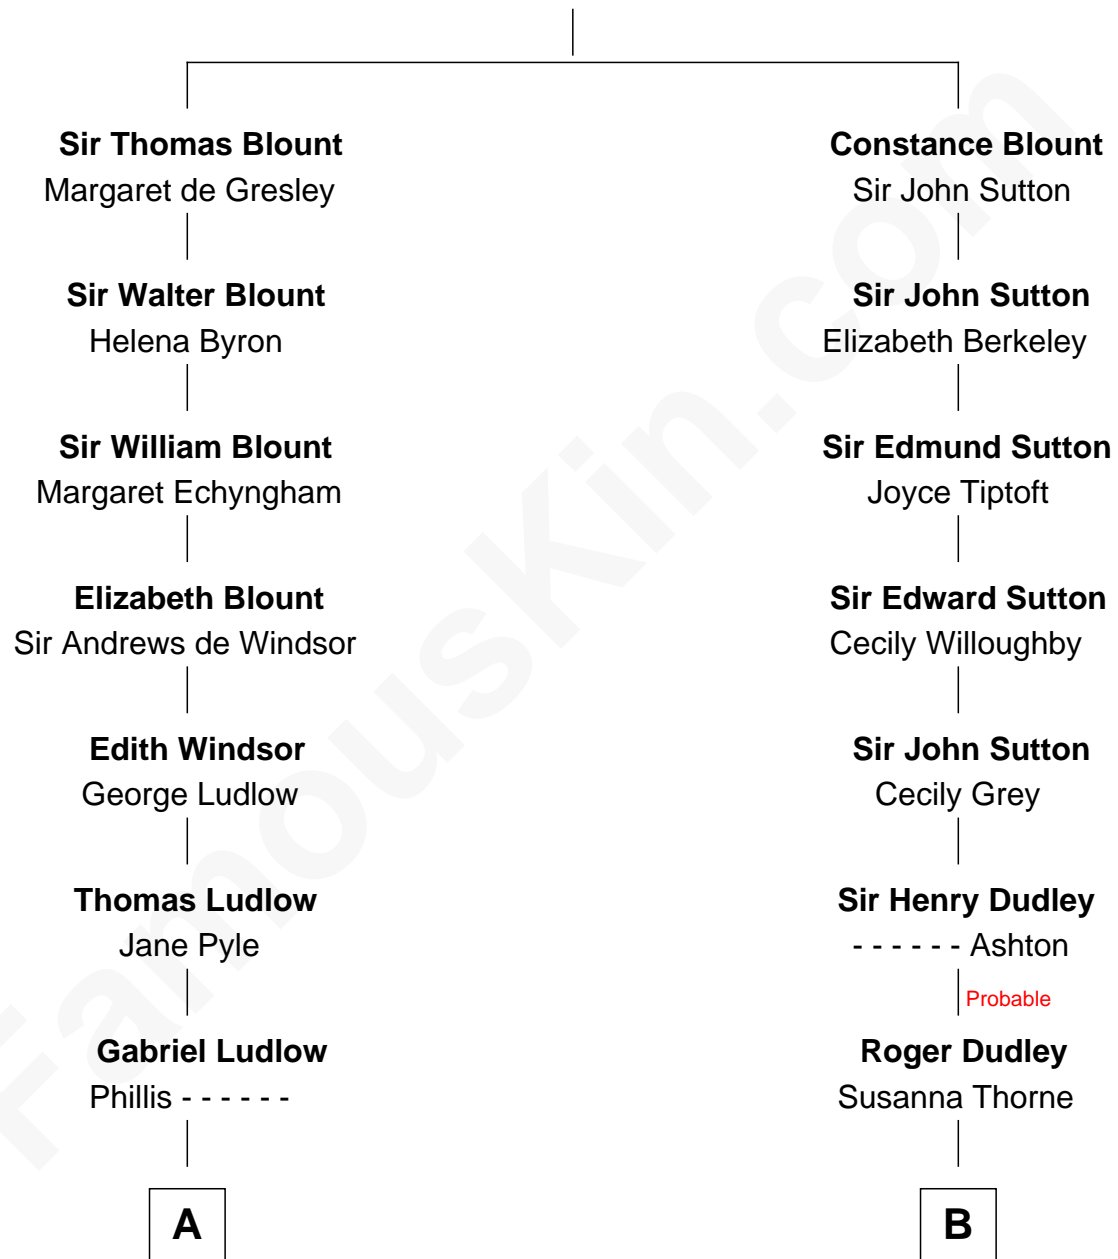 Sir Thomas Blount
Margaret de Gresley
Sir Walter Blount
Helena Byron
Sir William Blount
Margaret Echyngham
Elizabeth Blount
Sir Andrews de Windsor
Edith Windsor
George Ludlow
Thomas Ludlow
Jane Pyle
Gabriel Ludlow
Phillis - - - - - -
A
Constance Blount
Sir John Sutton
Sir John Sutton
Elizabeth Berkeley
Sir Edmund Sutton
Joyce Tiptoft
Sir Edward Sutton
Cecily Willoughby
Sir John Sutton
Cecily Grey
Sir Henry Dudley
- - - - - - Ashton
Probable
Roger Dudley
Susanna Thorne
B
FamousKin.com